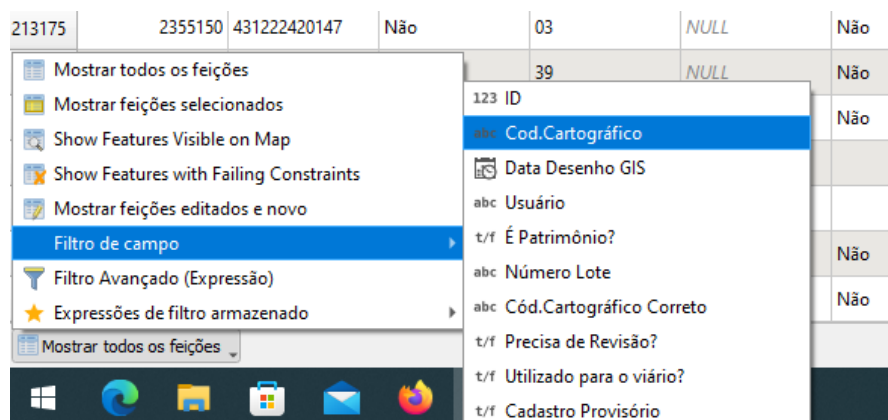 213175 2355150 431222420147 Não 03 NULL Não
39 NULL Não
Não
Não
Não
Mostrar todos os feições
Mostrar feições selecionados
Show Features Visible on Map
Show Features with Failing Constraints
Mostrar feições editados e novo
Filtro de campo
Filtro Avançado (Expressão)
Expressões de filtro armazenado
Mostrar todos os feições
123 ID
abc Cod.Cartográfico
Data Desenho GIS
abc Usuário
t/f É Patrimônio?
abc Número Lote
abc Cód.Cartográfico Correto
t/f Precisa de Revisão?
t/f Utilizado para o viário?
t/f Cadastro Provisório